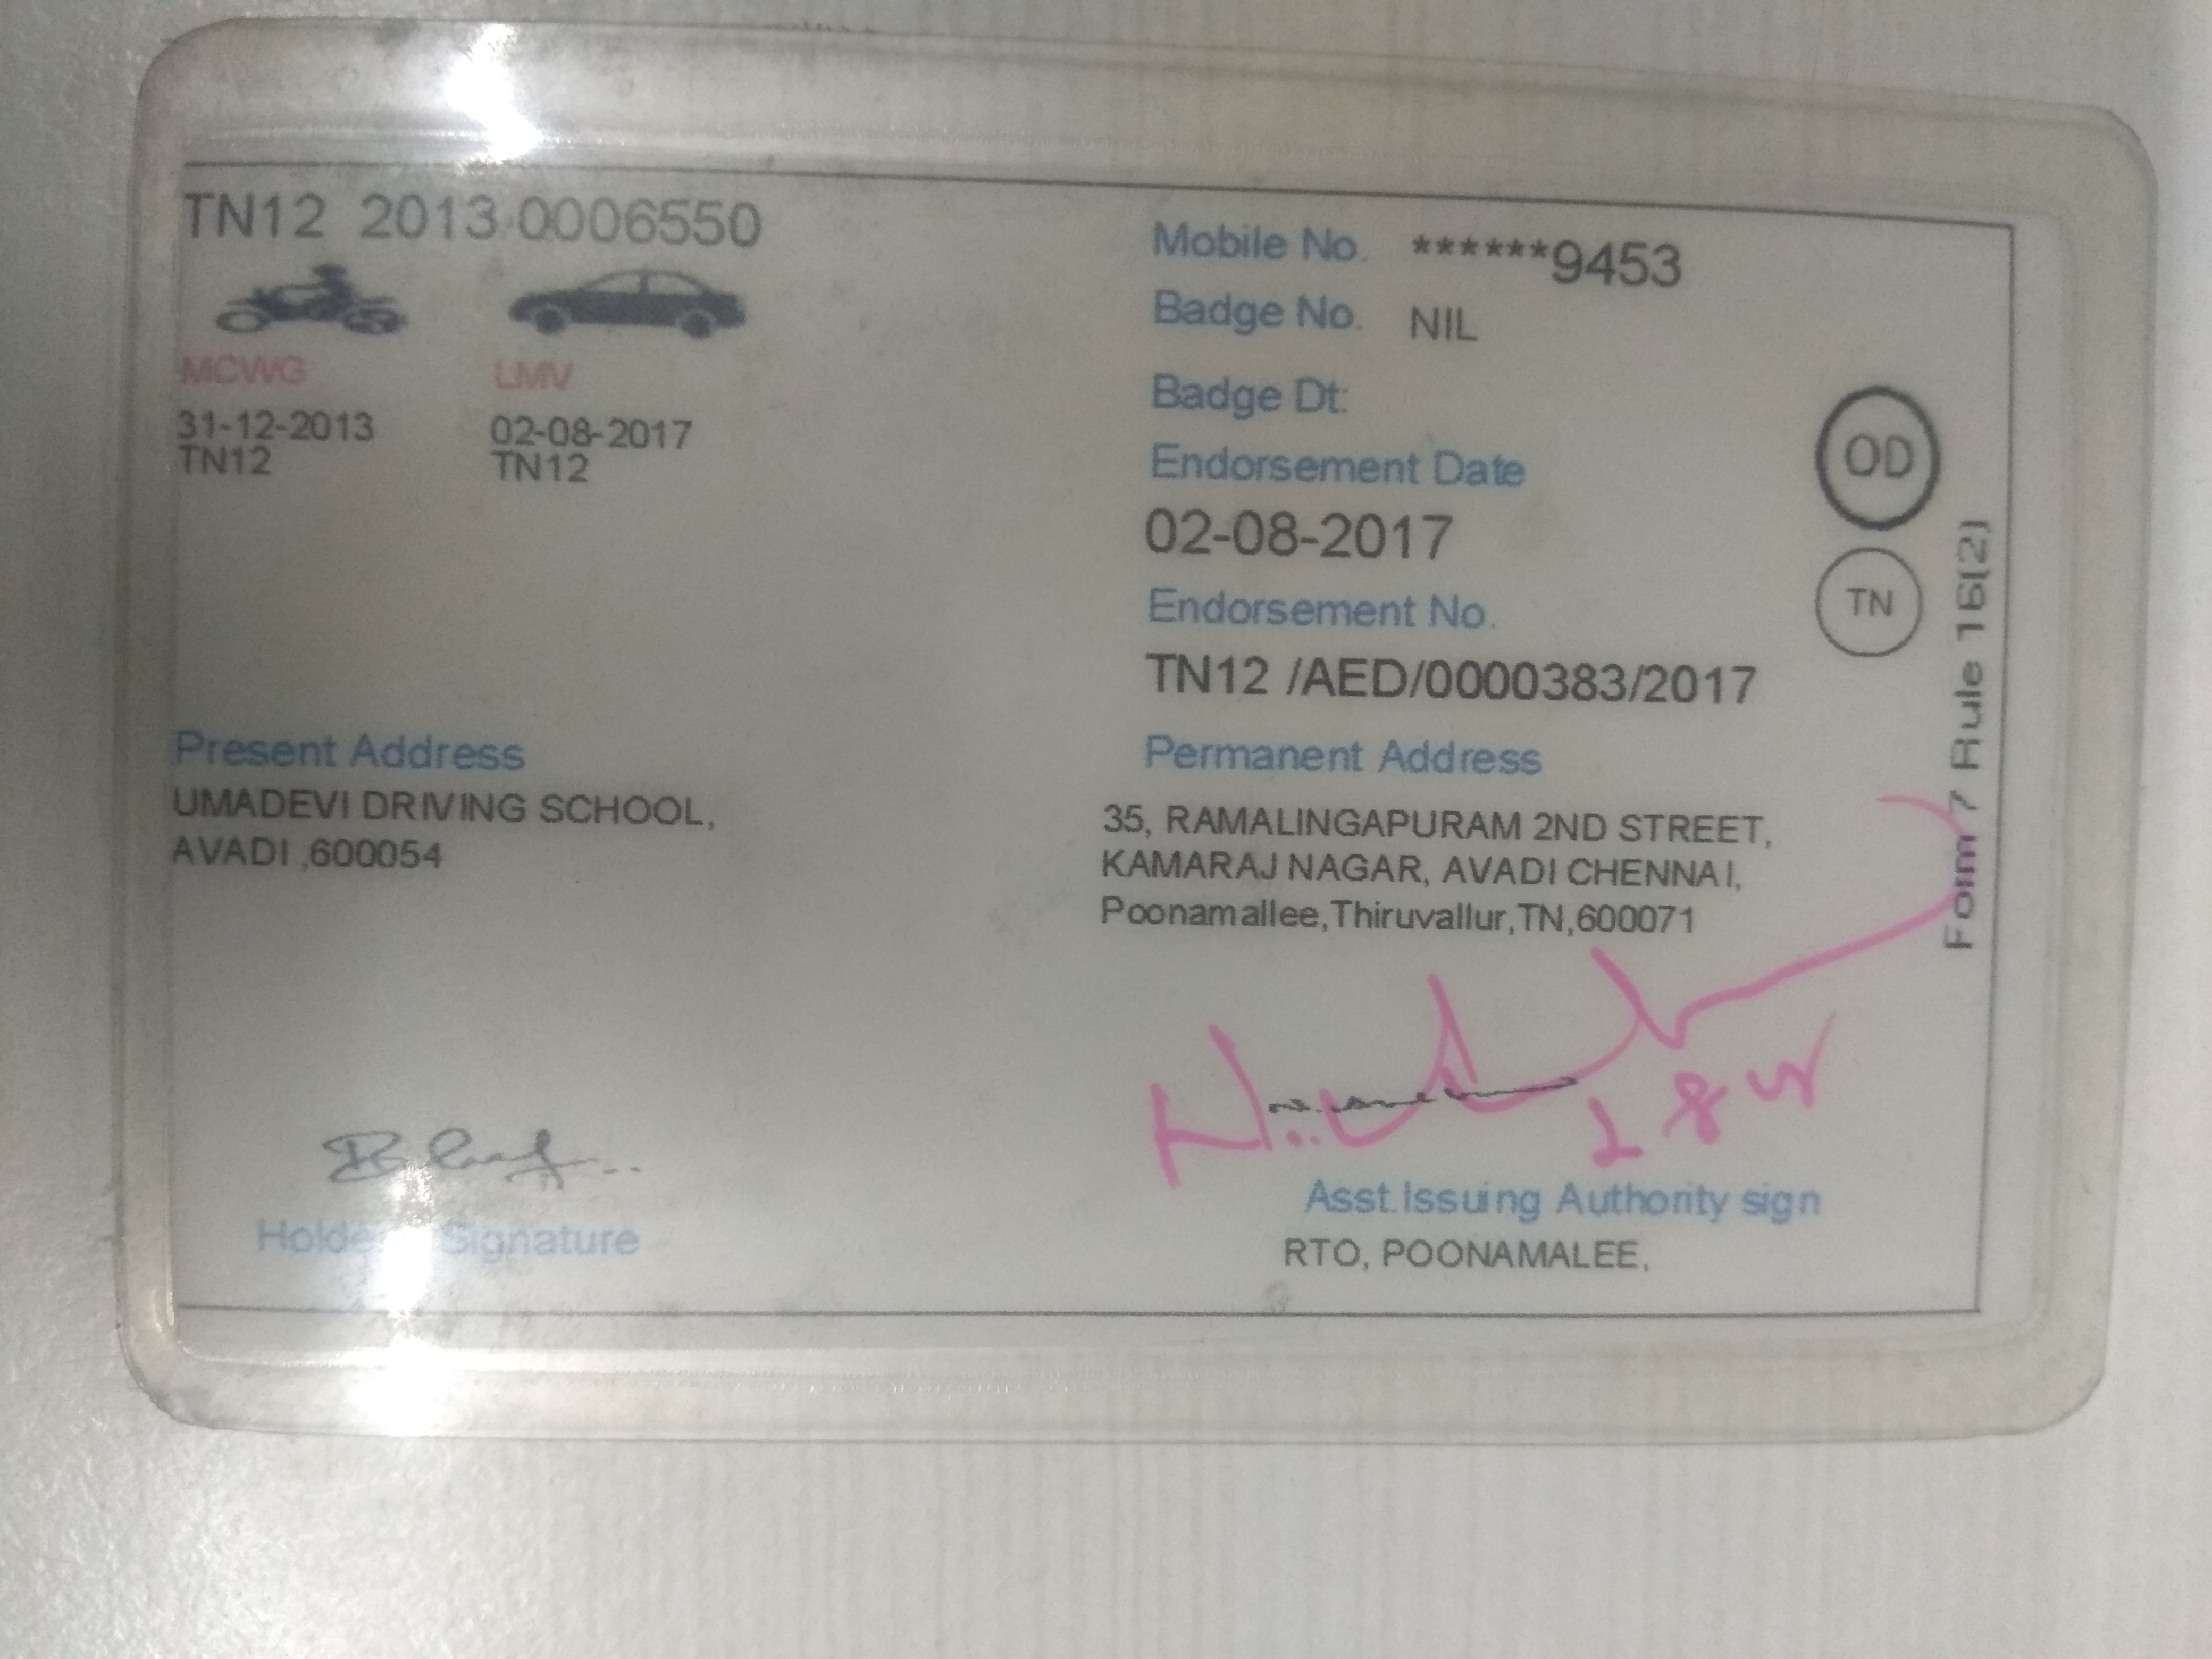 TN12 2013 0006550
MCWG LMV
31-12-2013 02-08-2017
TN12 TN12
Mobile No. ******9453
Badge No. NIL
Badge Dt:
Endorsement Date
02-08-2017
Endorsement No.
TN12 /AED/0000383/2017
OD
TN
Form 7 Rule 16(2)
Present Address
UMADEVI DRIVING SCHOOL,
AVADI ,600054
Permanent Address
35, RAMALINGAPURAM 2ND STREET,
KAMARAJ NAGAR, AVADI CHENNAI,
Poonamallee,Thiruvallur,TN,600071
Signature
Asst.Issuing Authority sign
RTO, POONAMALEE,